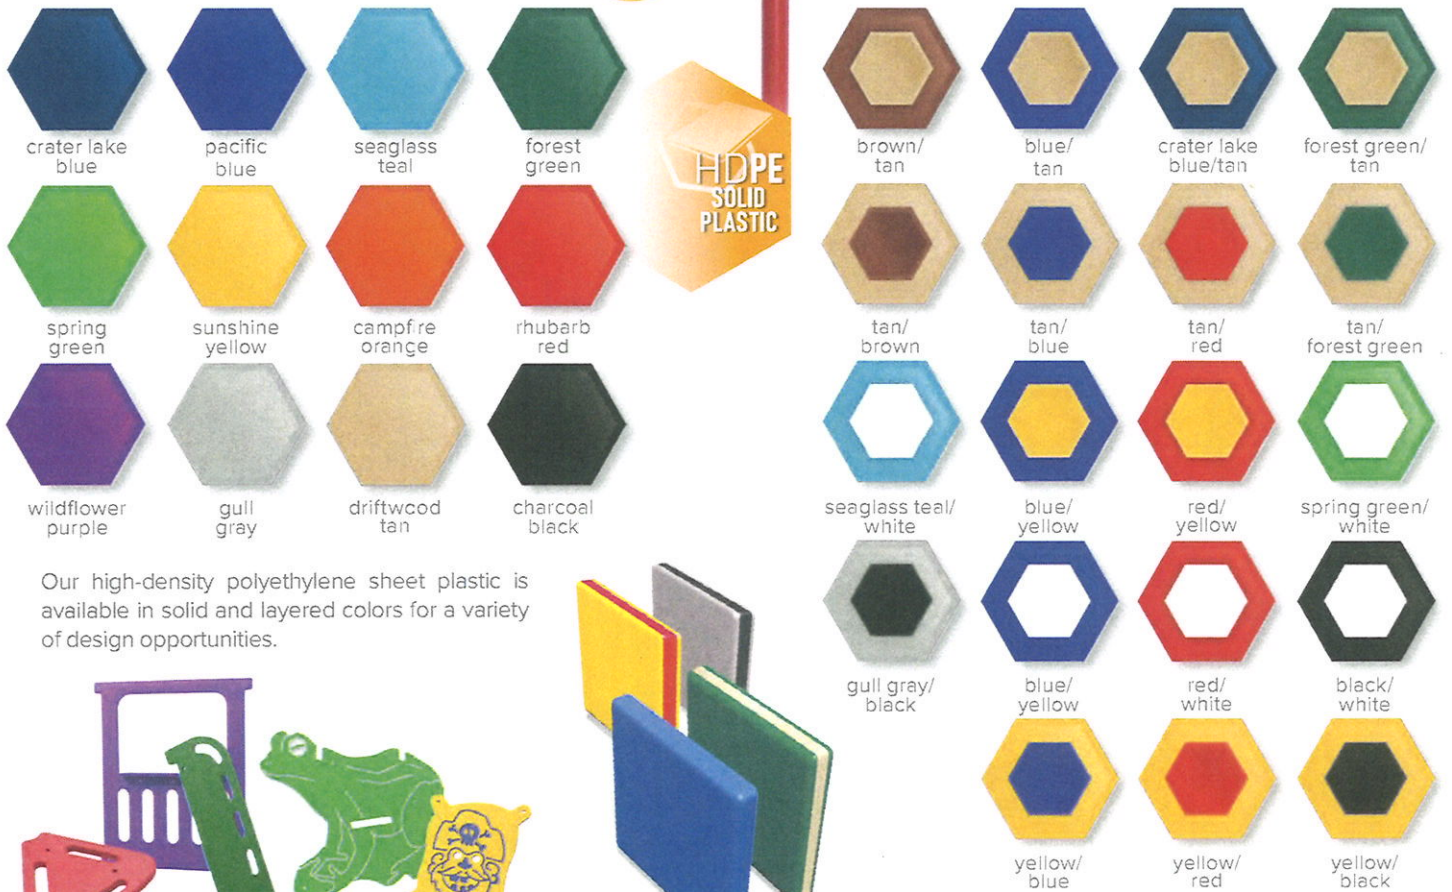 crater lake
blue
pacific
blue
seaglass
teal
forest
green
spring
green
sunshine
yellow
campfire
orange
rhubarb
red
wildflower
purple
gull
gray
driftwood
tan
charcoal
black
Our high-density polyethylene sheet plastic is
available in solid and layered colors for a variety
of design opportunities.
HDPE
SOLID
PLASTIC
brown/
tan
blue/
tan
crater lake
blue/tan
forest green/
tan
tan/
brown
tan/
blue
tan/
red
tan/
forest green
seaglass teal/
white
blue/
yellow
red/
yellow
spring green/
white
gull gray/
black
blue/
yellow
red/
white
black/
white
yellow/
blue
yellow/
red
yellow/
black